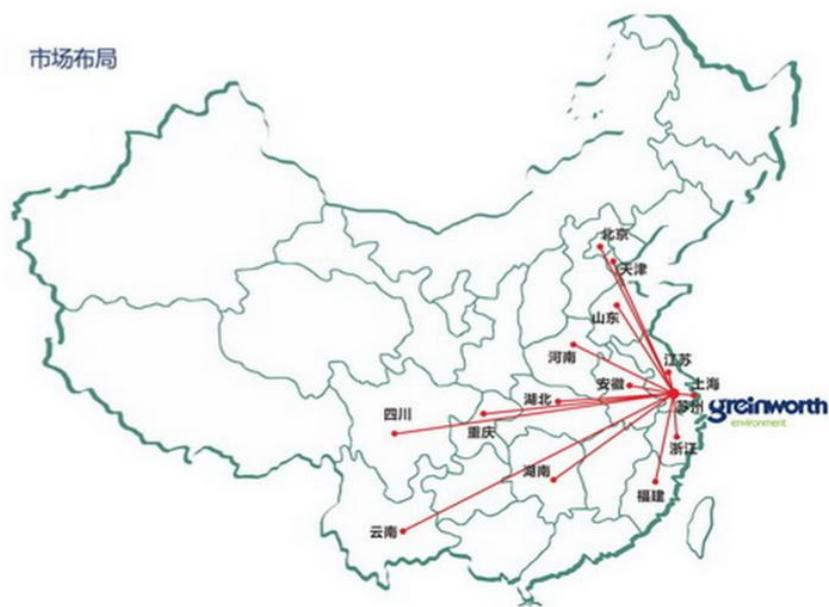 市场布局
北京
天津
山东
河南
江苏
安徽
上海
湖北
苏州
greinworth
environment
四川
重庆
浙江
湖南
福建
云南